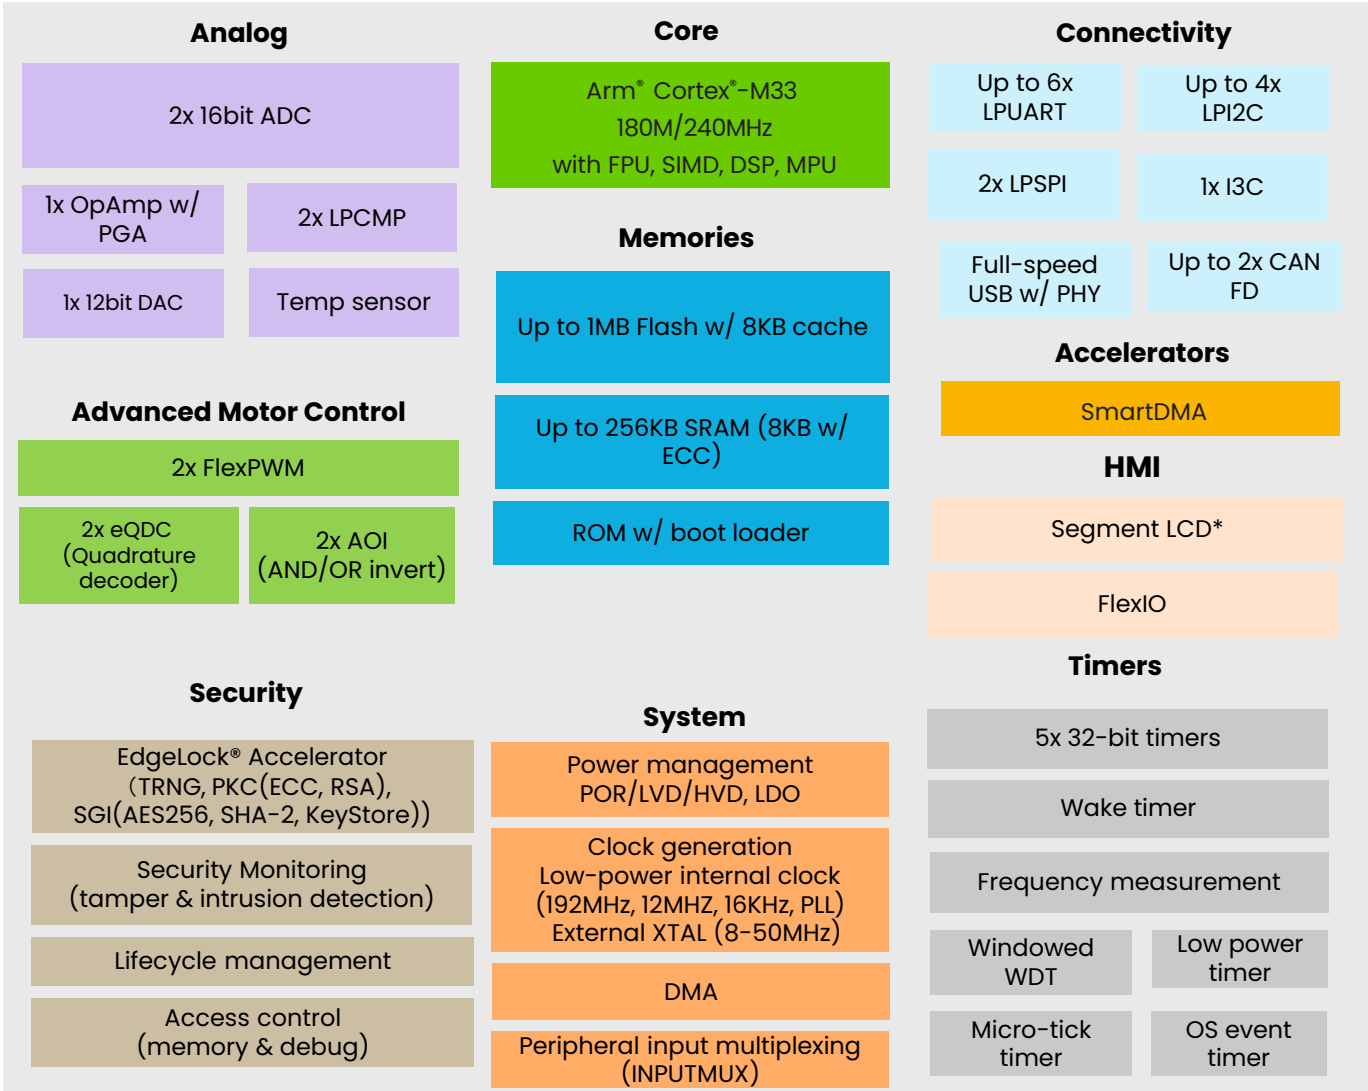 Analog
2x 16bit ADC
1x OpAmp w/
PGA
2x LPCMP
1x 12bit DAC
Temp sensor
Advanced Motor Control
2x FlexPWM
2x eQDC
(Quadrature
decoder)
2x AOI
(AND/OR invert)
Security
EdgeLock® Accelerator
（TRNG, PKC(ECC, RSA),
SGI(AES256, SHA-2, KeyStore))
Security Monitoring
(tamper & intrusion detection)
Lifecycle management
Access control
(memory & debug)
Core
Arm® Cortex®-M33
180M/240MHz
with FPU, SIMD, DSP, MPU
Memories
Up to 1MB Flash w/ 8KB cache
Up to 256KB SRAM (8KB w/
ECC)
ROM w/ boot loader
System
Power management
POR/LVD/HVD, LDO
Clock generation
Low-power internal clock
(192MHz, 12MHZ, 16KHz, PLL)
External XTAL (8-50MHz)
DMA
Peripheral input multiplexing
(INPUTMUX)
Connectivity
Up to 6x
LPUART
Up to 4x
LPI2C
2x LPSPI
1x I3C
Full-speed
USB w/ PHY
Up to 2x CAN
FD
Accelerators
SmartDMA
HMI
Segment LCD*
FlexIO
Timers
5x 32-bit timers
Wake timer
Frequency measurement
Windowed
WDT
Low power
timer
Micro-tick
timer
OS event
timer